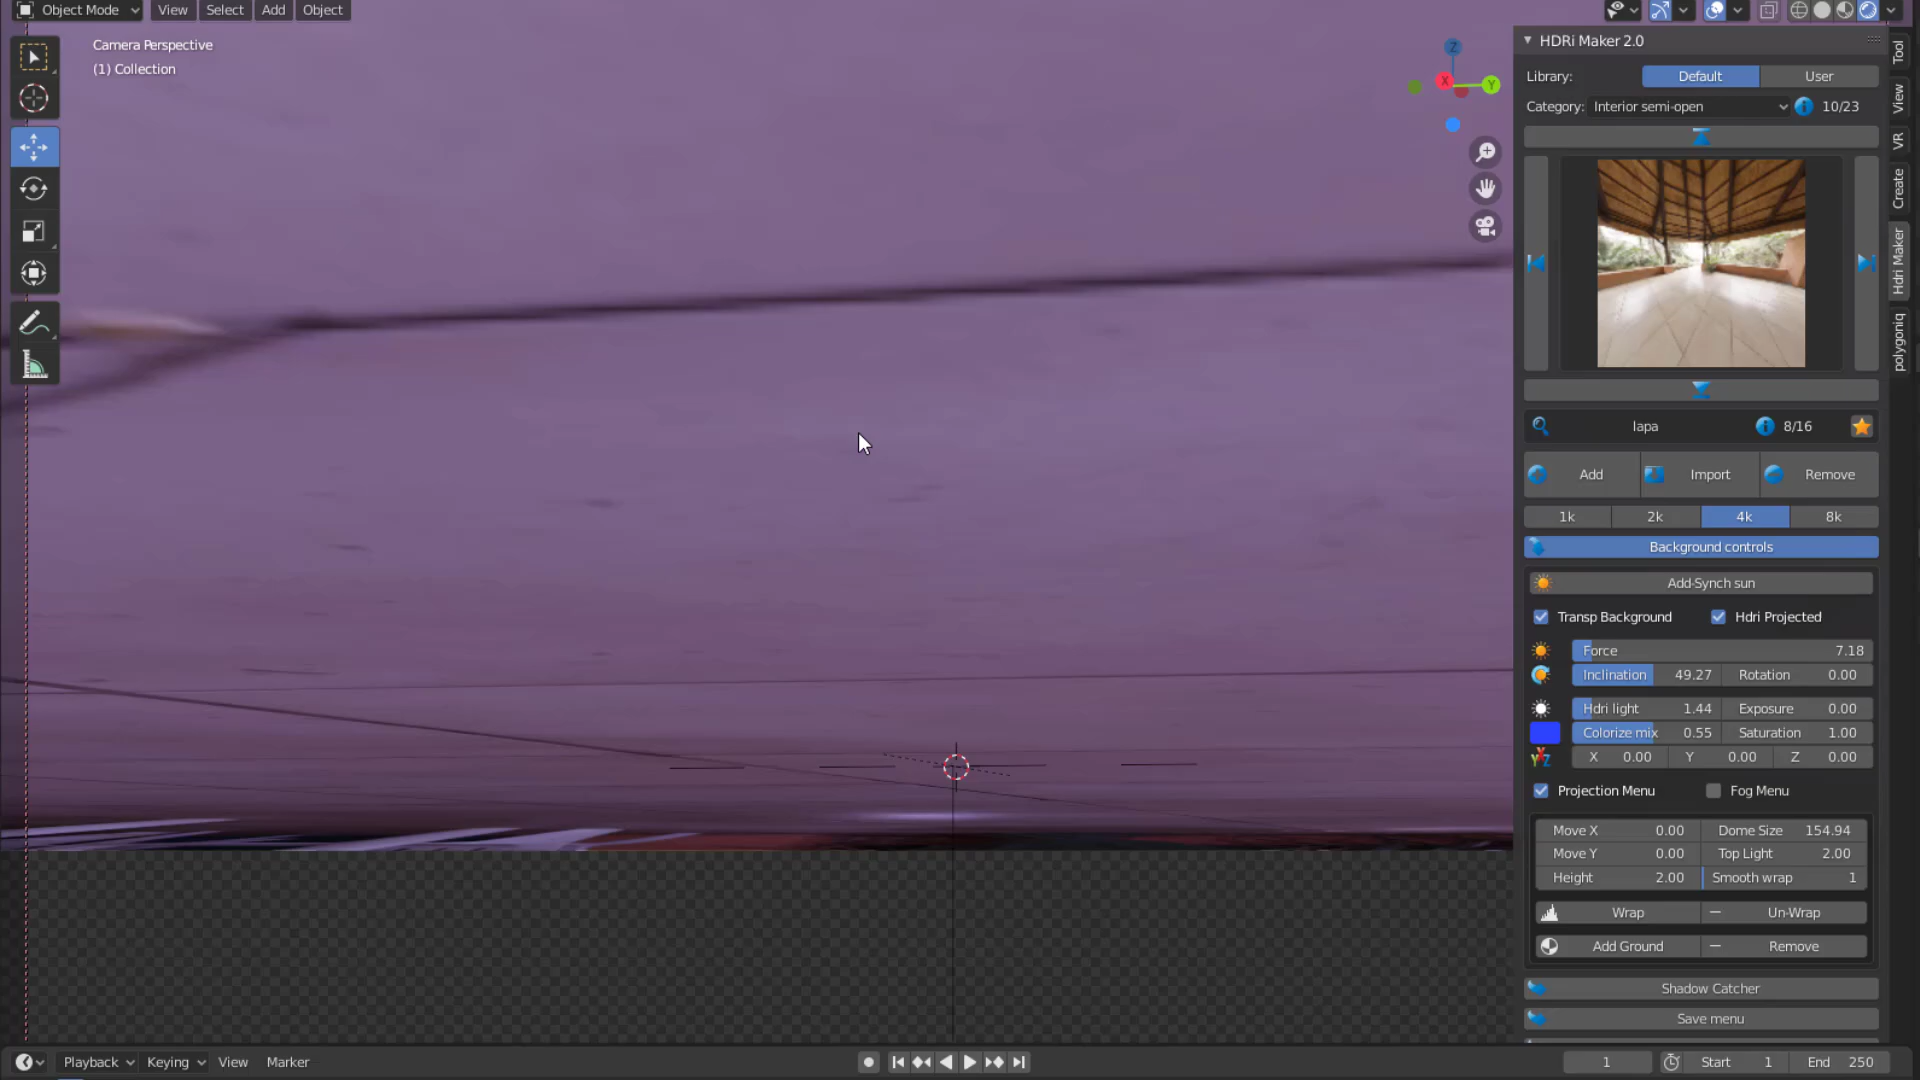 Object Mode View Select Add Object
Camera Perspective
(1) Collection
Z
X Y
HDRi Maker 2.0
Library: Default User
Category: Interior semi-open 10/23
lapa 8/16
Add Import Remove
1k 2k 4k 8k
Background controls
Add-Synch sun
Transp Background Hdri Projected
Force 7.18
Inclination 49.27 Rotation 0.00
Hdri light 1.44 Exposure 0.00
Colorize mix 0.55 Saturation 1.00
X 0.00 Y 0.00 Z 0.00
Projection Menu Fog Menu
Move X 0.00 Dome Size 154.94
Move Y 0.00 Top Light 2.00
Height 2.00 Smooth wrap 1
Wrap Un-Wrap
Add Ground Remove
Shadow Catcher
Save menu
Tool
View
VR
Create
Hdri Maker
polygoniq
Playback Keying View Marker 1 Start 1 End 250